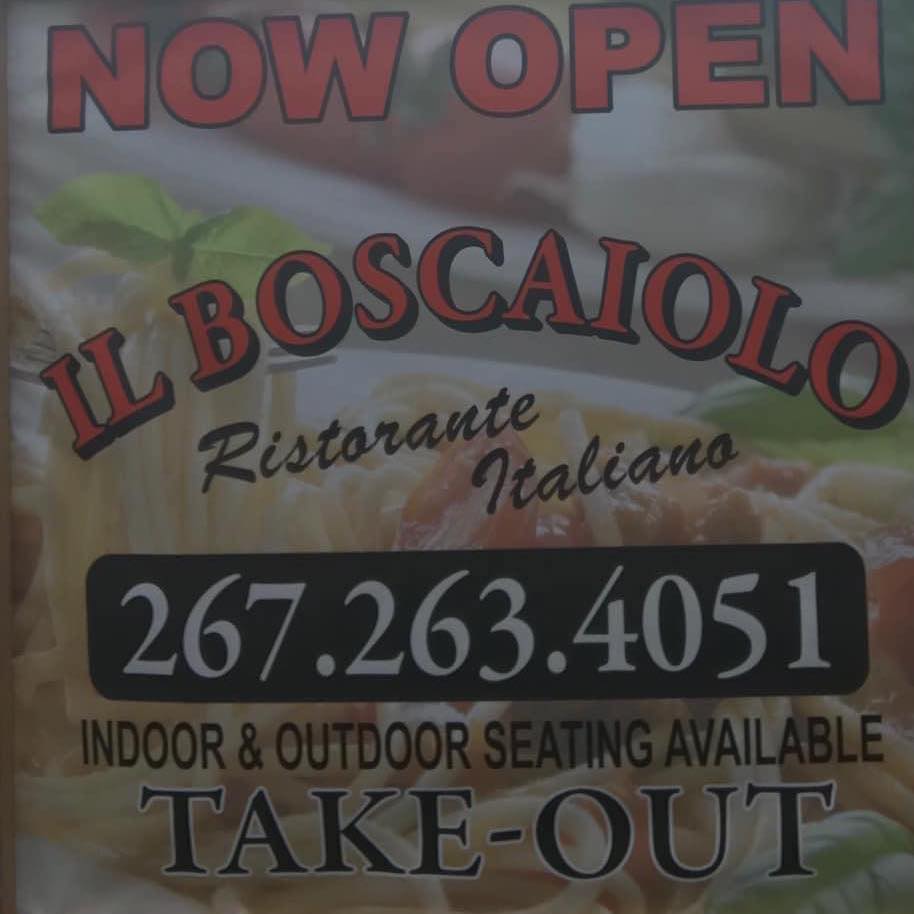 NOW OPEN
IL BOSCAIOLO
Ristorante
Italiano
267.263.4051
INDOOR & OUTDOOR SEATING AVAILABLE
TAKE-OUT